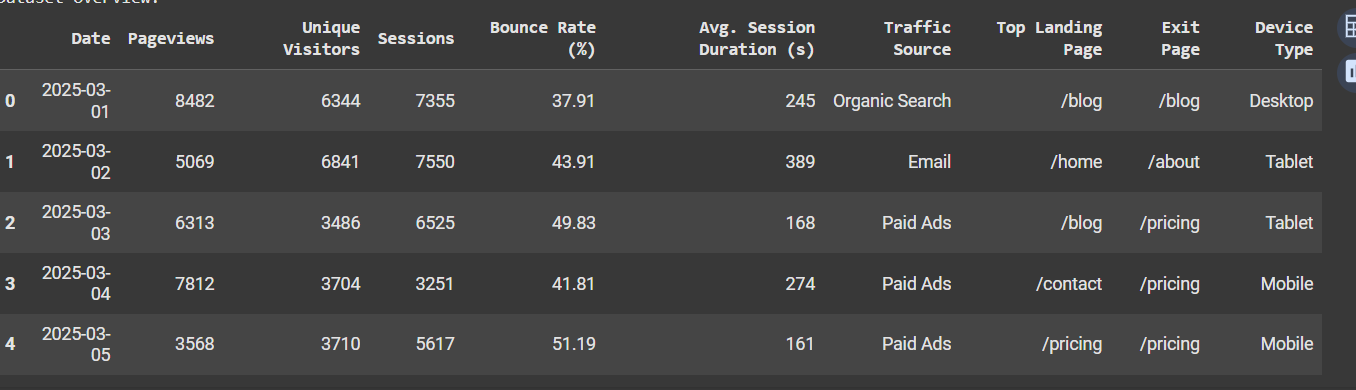 Dataset Overview:
Date Pageviews Unique Visitors Sessions Bounce Rate (%) Avg. Session Duration (s) Traffic Source Top Landing Page Exit Page Device Type
0 2025-03-01 8482 6344 7355 37.91 245 Organic Search /blog /blog Desktop
1 2025-03-02 5069 6841 7550 43.91 389 Email /home /about Tablet
2 2025-03-03 6313 3486 6525 49.83 168 Paid Ads /blog /pricing Tablet
3 2025-03-04 7812 3704 3251 41.81 274 Paid Ads /contact /pricing Mobile
4 2025-03-05 3568 3710 5617 51.19 161 Paid Ads /pricing /pricing Mobile